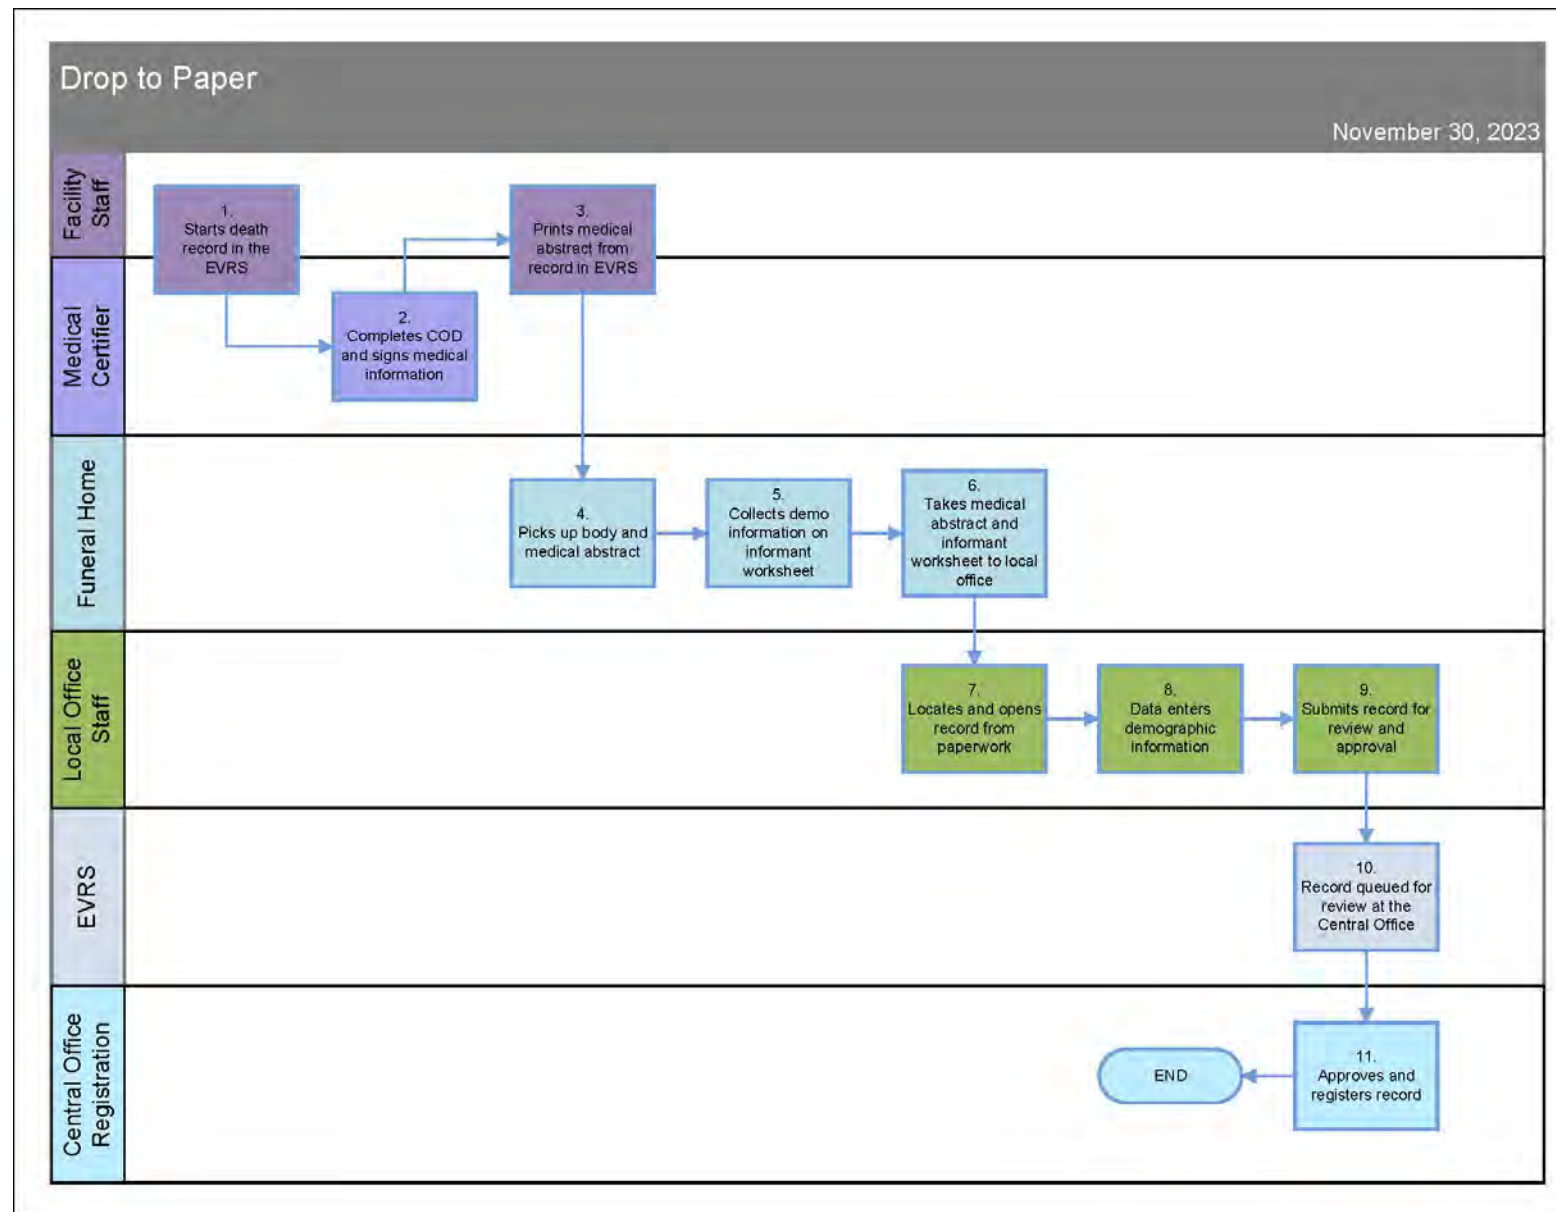 Drop to Paper
November 30, 2023
Facility
Staff
1.
Starts death
record in the
EVRS
3.
Prints medical
abstract from
record in EVRS
Medical
Certifier
2.
Completes COD
and signs medical
information
Funeral Home
4.
Picks up body and
medical abstract
5.
Collects demo
information on
informant
worksheet
6.
Takes medical
abstract and
informant
worksheet to local
office
Local Office
Staff
7.
Locates and opens
record from
paperwork
8.
Data enters
demographic
information
9.
Submits record for
review and
approval
EVRS
10.
Record queued for
review at the
Central Office
Central Office
Registration
END
11.
Approves and
registers record